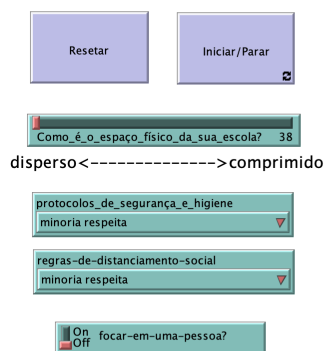 Resetar
Iniciar/Parar
Como_é_o_espaço_físico_da_sua_escola? 38
disperso<--------------->comprimido
protocolos_de_segurança_e_higiene
minoria respeita
regras-de-distanciamento-social
minoria respeita
On
Off
focar-em-uma-pessoa?